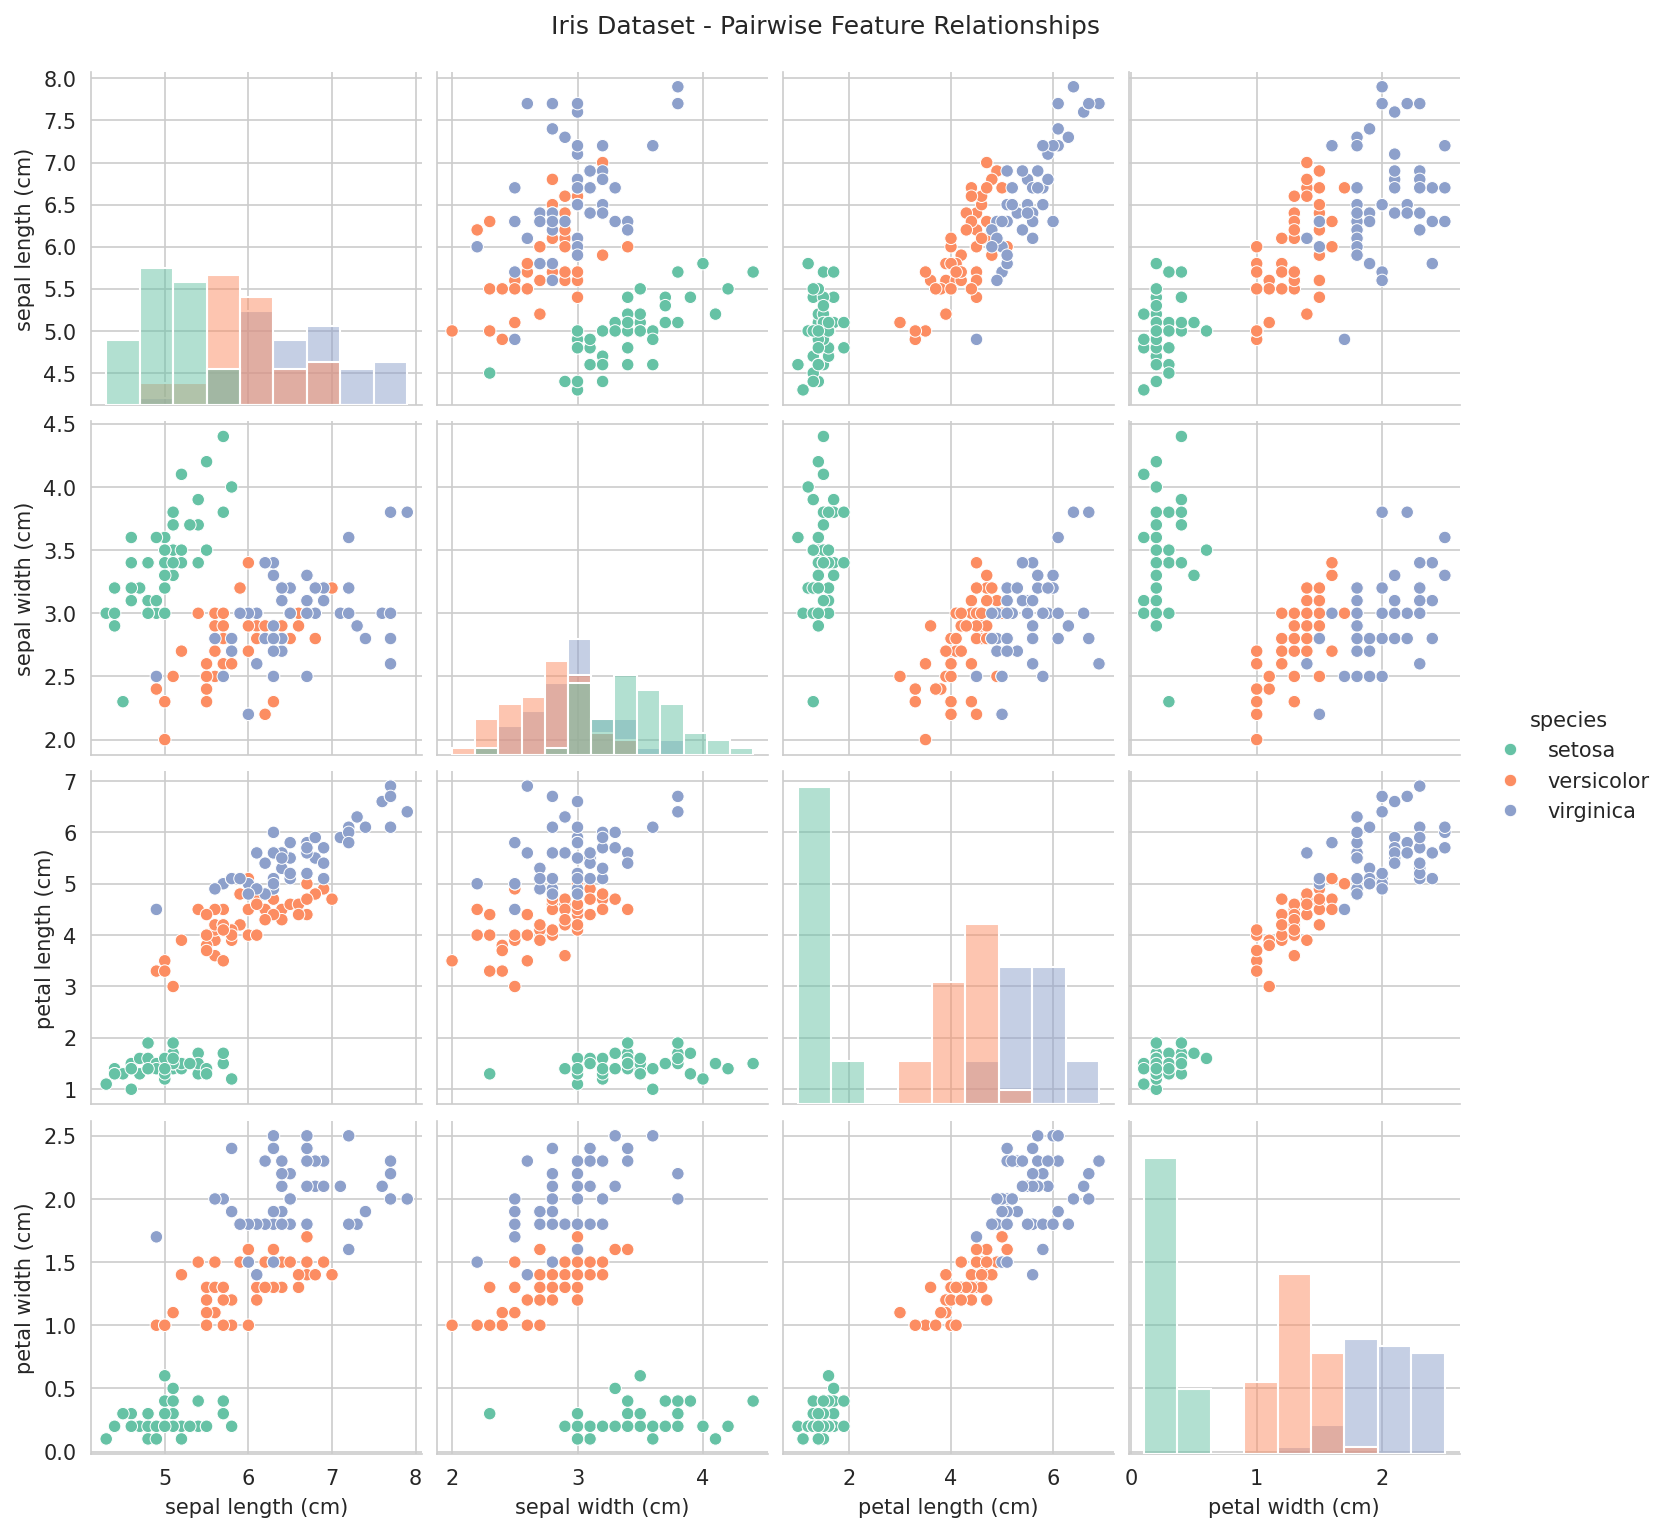 Iris Dataset - Pairwise Feature Relationships
8.0
7.5
7.0
6.5
6.0
5.5
5.0
4.5
sepal length (cm)
4.5
4.0
3.5
3.0
2.5
2.0
sepal width (cm)
7
6
5
4
3
2
1
petal length (cm)
2.5
2.0
1.5
1.0
0.5
0.0
petal width (cm)
5 6 7 8
sepal length (cm)
2 3 4
sepal width (cm)
2 4 6
petal length (cm)
0 1 2
petal width (cm)
species
setosa
versicolor
virginica